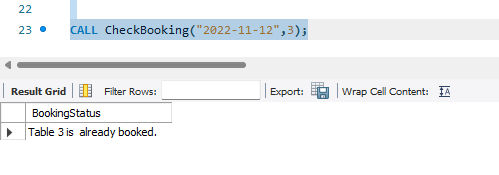 22
23 CALL CheckBooking("2022-11-12",3);
Result Grid Filter Rows: Export: Wrap Cell Content: IA
BookingStatus
Table 3 is  already booked.